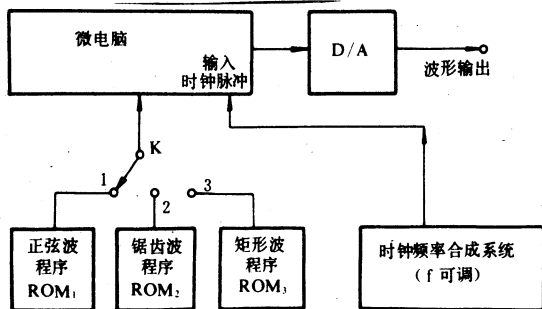 微电脑
输入
时钟脉冲
D/A
波形输出
K
1
2
3
正弦波
程序
ROM₁
锯齿波
程序
ROM₂
矩形波
程序
ROM₃
时钟频率合成系统
(f可调)